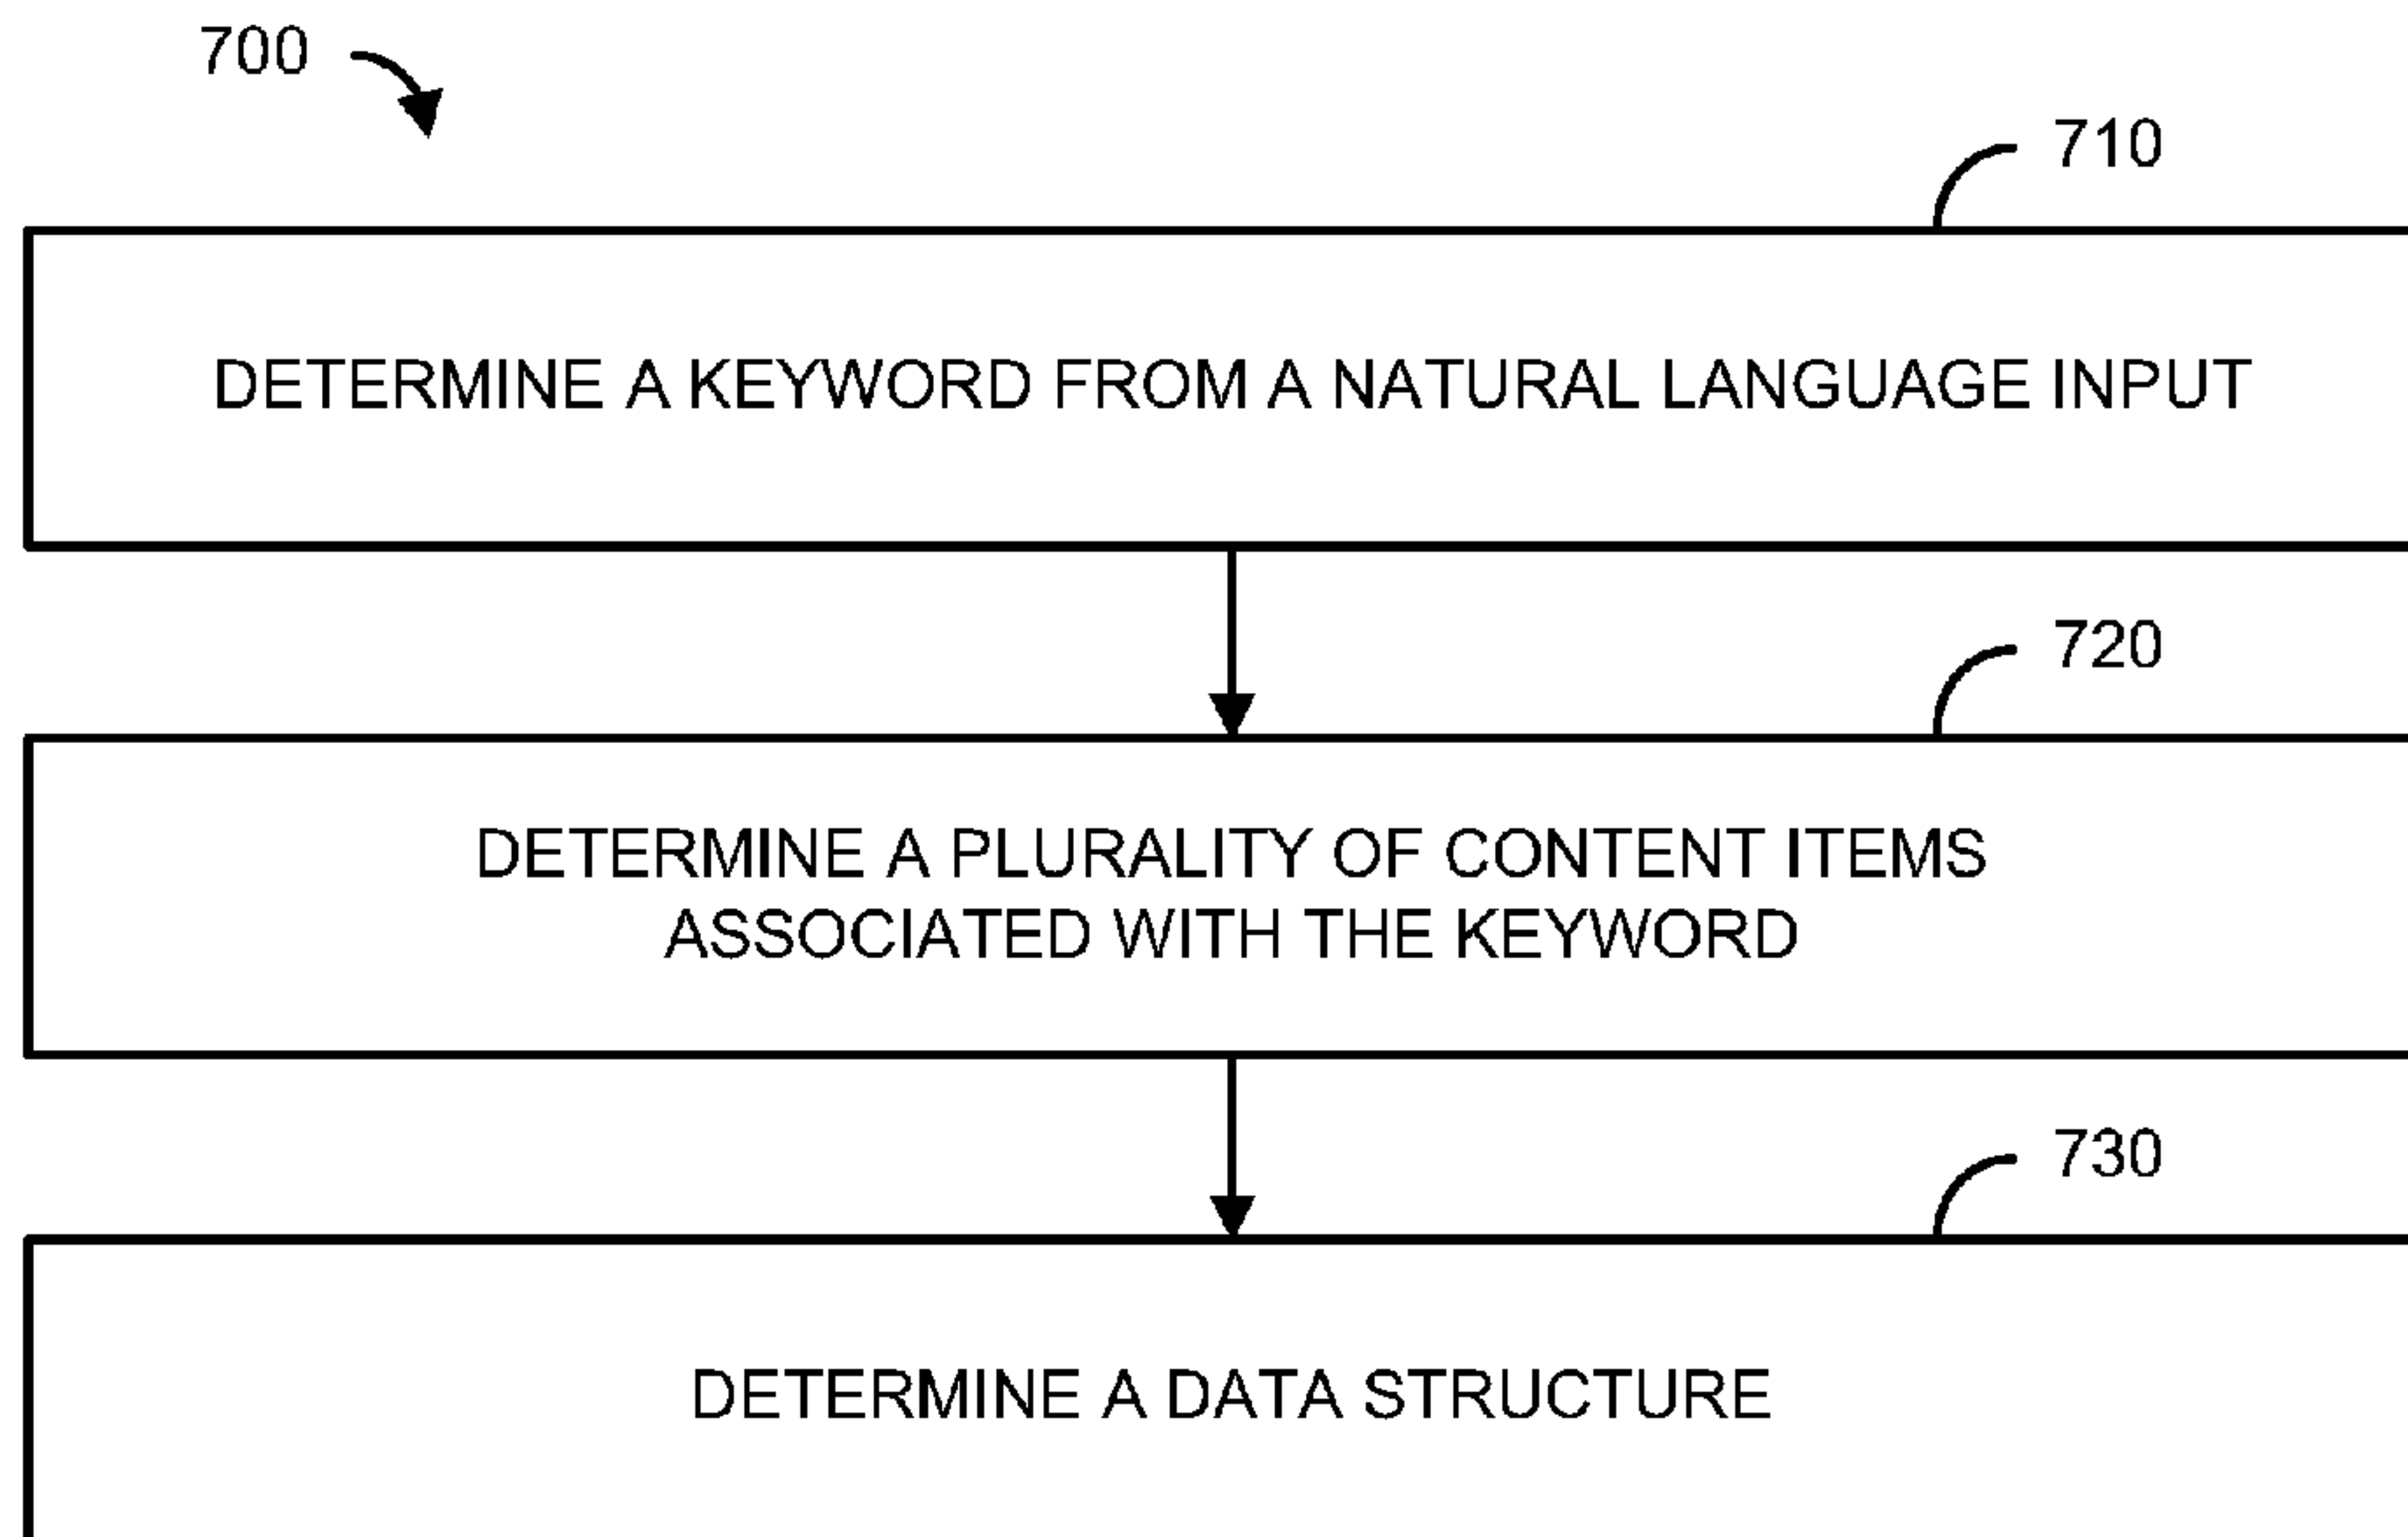 700
710
DETERMINE A KEYWORD FROM A NATURAL LANGUAGE INPUT
720
DETERMINE A PLURALITY OF CONTENT ITEMS
ASSOCIATED WITH THE KEYWORD
730
DETERMINE A DATA STRUCTURE